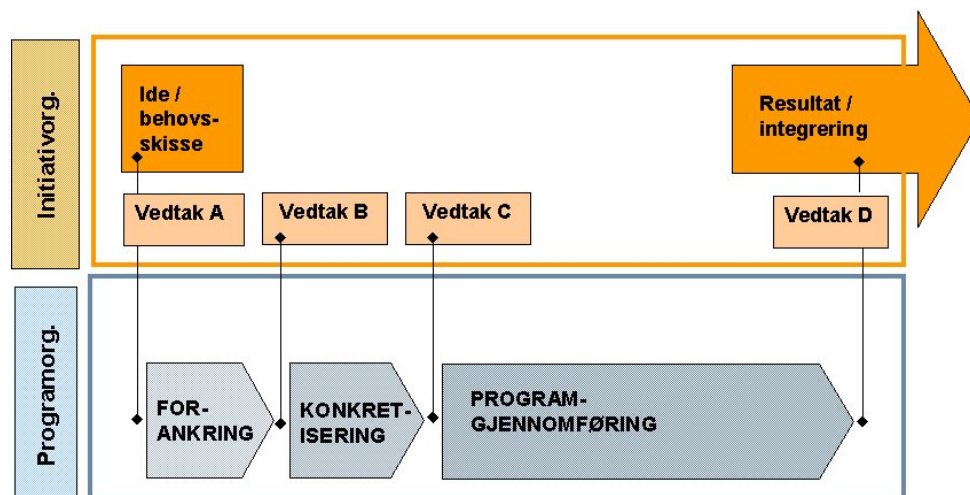 Initiativorg.
Ide /
behovs-
skisse
Resultat /
integrering
Vedtak A
Vedtak B
Vedtak C
Vedtak D
Programorg.
FOR-
ANKRING
KONKRET-
ISERING
PROGRAM-
GJENNOMFØRING